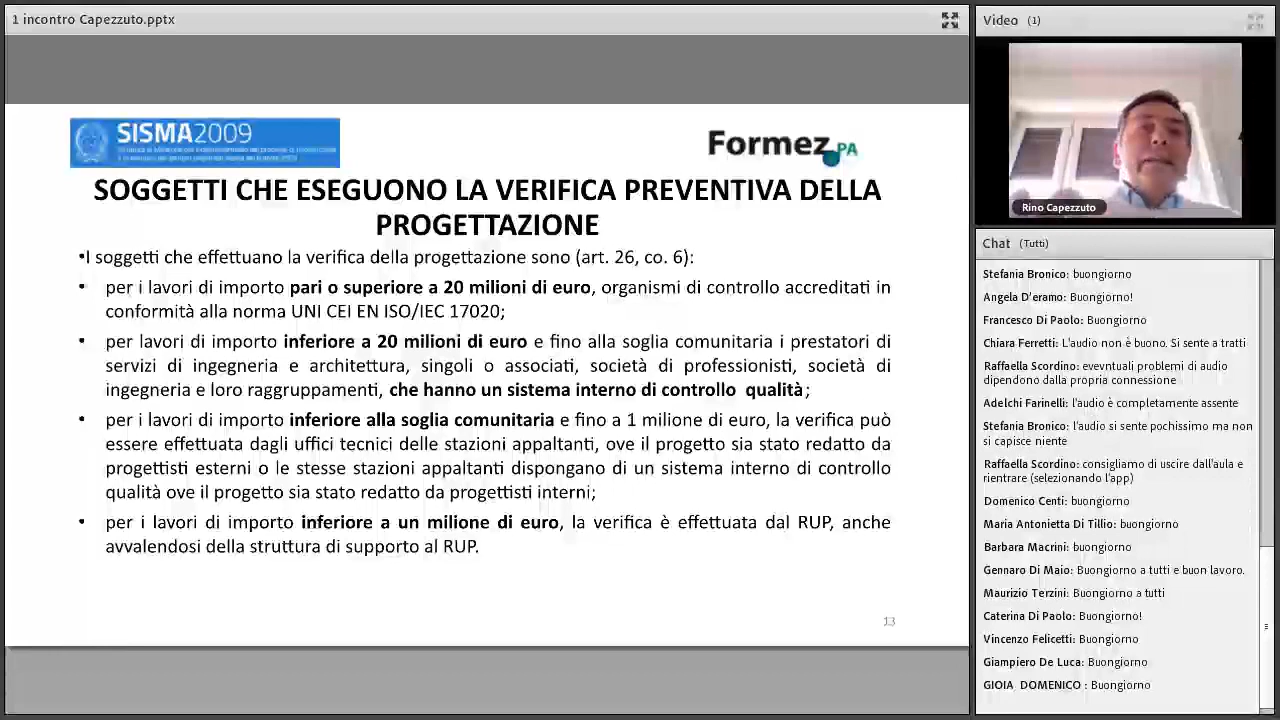 1 incontro Capezzuto.pptx
SISMA2009
Formez PA
SOGGETTI CHE ESEGUONO LA VERIFICA PREVENTIVA DELLA
PROGETTAZIONE
•I soggetti che effettuano la verifica della progettazione sono (art. 26, co. 6):
• per i lavori di importo pari o superiore a 20 milioni di euro, organismi di controllo accreditati in
conformità alla norma UNI CEI EN ISO/IEC 17020;
• per lavori di importo inferiore a 20 milioni di euro e fino alla soglia comunitaria i prestatori di
servizi di ingegneria e architettura, singoli o associati, società di professionisti, società di
ingegneria e loro raggruppamenti, che hanno un sistema interno di controllo qualità;
• per i lavori di importo inferiore alla soglia comunitaria e fino a 1 milione di euro, la verifica può
essere effettuata dagli uffici tecnici delle stazioni appaltanti, ove il progetto sia stato redatto da
progettisti esterni o le stesse stazioni appaltanti dispongano di un sistema interno di controllo
qualità ove il progetto sia stato redatto da progettisti interni;
• per i lavori di importo inferiore a un milione di euro, la verifica è effettuata dal RUP, anche
avvalendosi della struttura di supporto al RUP.
13
Video (1)
Rino Capezzuto
Chat (Tutti)
Stefania Bronico: buongiorno
Angela D'eramo: Buongiorno!
Francesco Di Paolo: Buongiorno
Chiara Ferretti: L'audio non è buono. Si sente a tratti
Raffaella Scordino: evevntuali problemi di audio
dipendono dalla propria connessione
Adelchi Farinelli: l'audio è completamente assente
Stefania Bronico: l'audio si sente pochissimo ma non
si capisce niente
Raffaella Scordino: consigliamo di uscire dall'aula e
rientrare (selezionando l'app)
Domenico Centi: buongiorno
Maria Antonietta Di Tillio: buongiorno
Barbara Macrini: buongiorno
Gennaro Di Maio: Buongiorno a tutti e buon lavoro.
Maurizio Terzini: Buongiorno a tutti
Caterina Di Paolo: Buongiorno!
Vincenzo Felicetti: Buongiorno
Giampiero De Luca: Buongiorno
GIOIA DOMENICO : Buongiorno